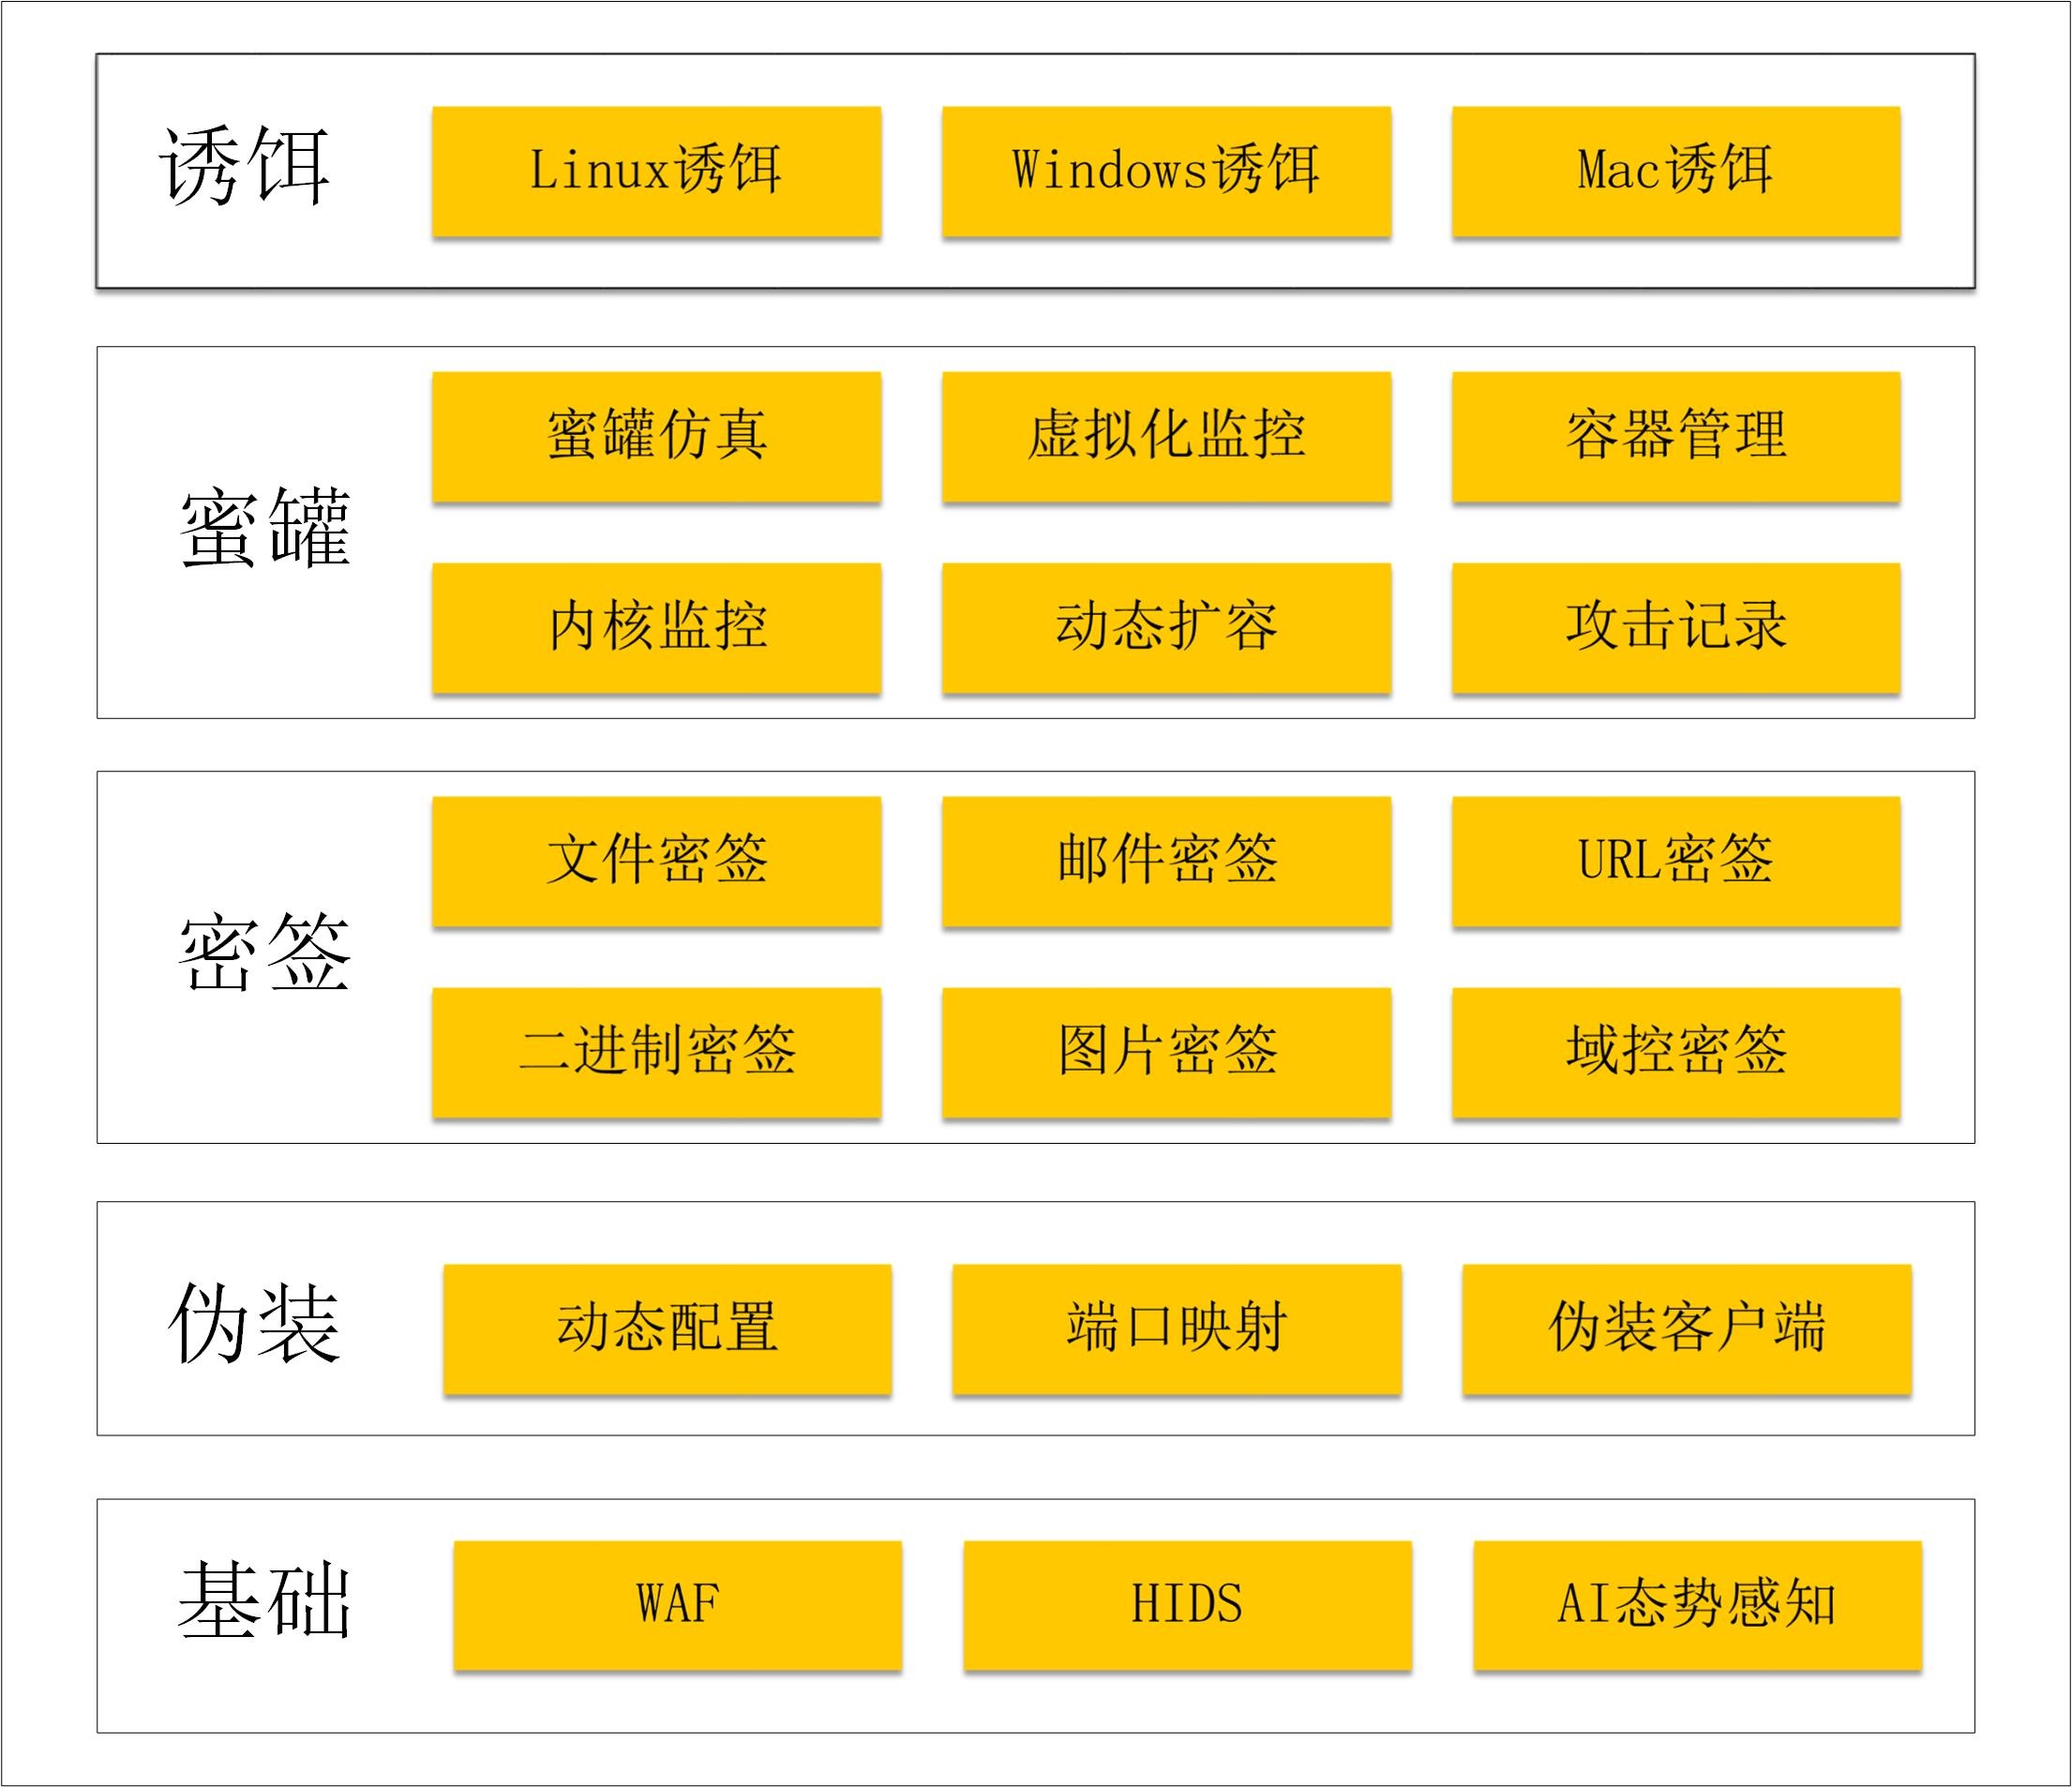 诱饵
Linux诱饵
Windows诱饵
Mac诱饵
蜜罐
蜜罐仿真
虚拟化监控
容器管理
内核监控
动态扩容
攻击记录
密签
文件密签
邮件密签
URL密签
二进制密签
图片密签
域控密签
伪装
动态配置
端口映射
伪装客户端
基础
WAF
HIDS
AI态势感知